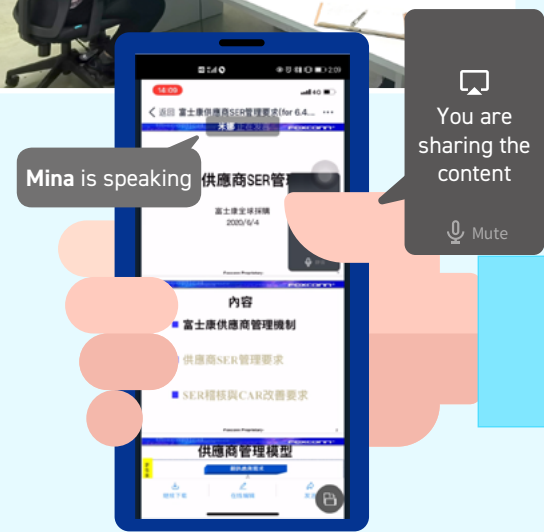 You are
sharing the
content
Mute
2:09
14:09
4G
返回 富士康供應商SER管理要求(for 6.4... ...
Mina is speaking
供應商SER管
富士康全球採購
2020/6/4
Foxconn Proprietary
FOXCONN
內容
富士康供應商管理機制
供應商SER管理要求
SER稽核與CAR改善要求
Foxconn Proprietary
FOXCONN
供應商管理模型